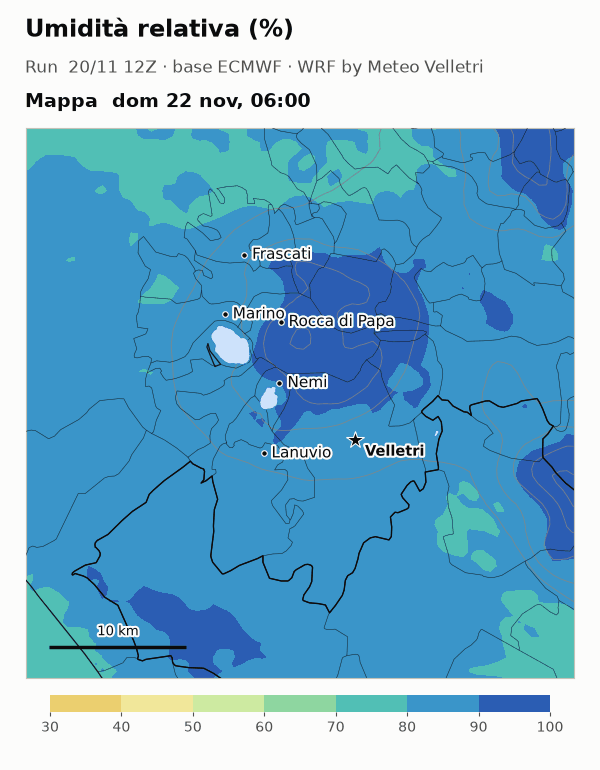 Umidità relativa (%)
Run  20/11 12Z · base ECMWF · WRF by Meteo Velletri
Mappa  dom 22 nov, 06:00
Frascati
Marino
Rocca di Papa
Nemi
Velletri
Lanuvio
10 km
30 40 50 60 70 80 90 100